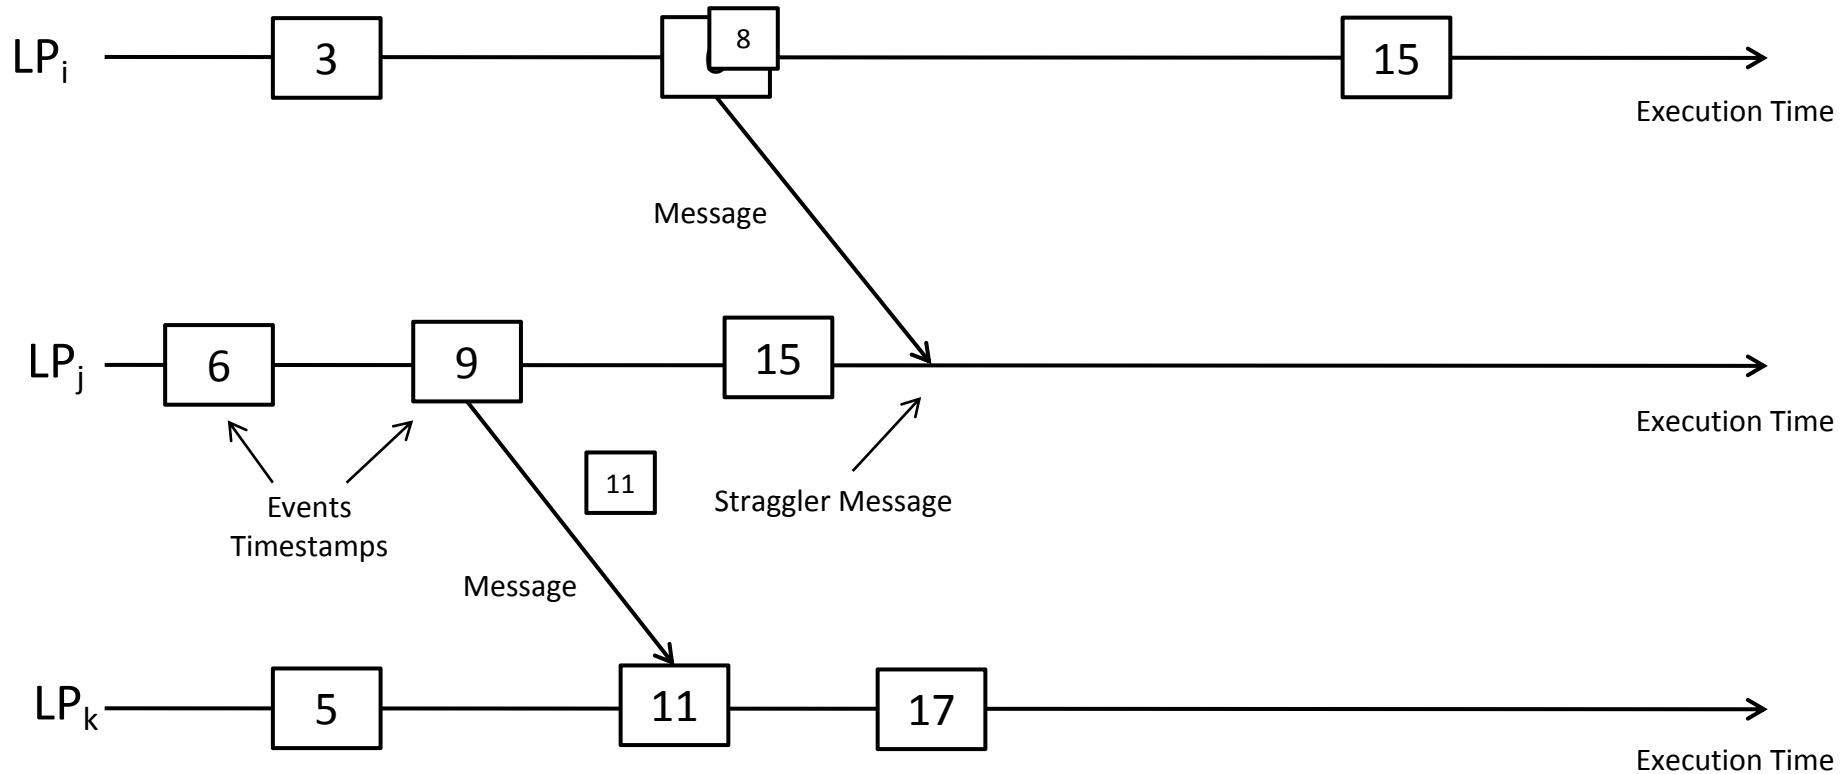 LPi
3
8
15
Execution Time
Message
LPj
6
9
15
Execution Time
11
Straggler Message
Events
Timestamps
Message
LPk
5
11
17
Execution Time